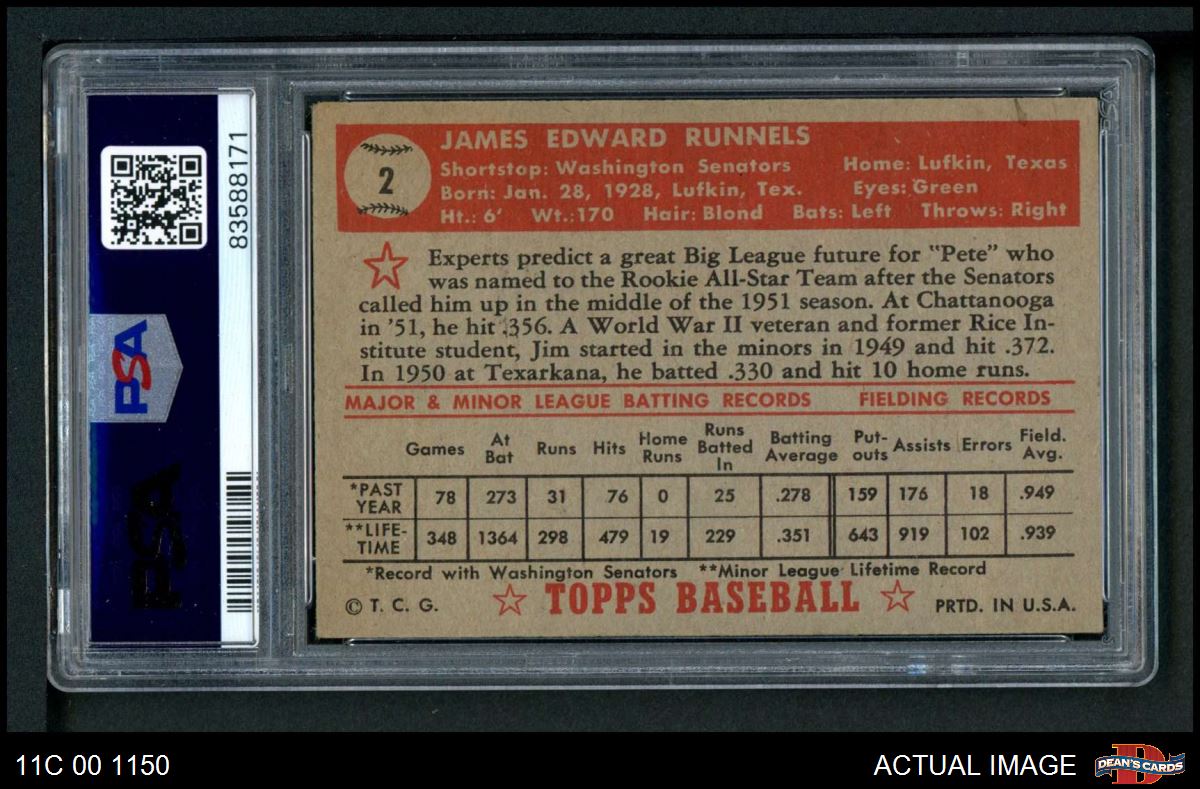 PSA
83588171
PSA
2
JAMES EDWARD RUNNELS
Shortstop: Washington Senators Home: Lufkin, Texas
Born: Jan. 28, 1928, Lufkin, Tex. Eyes: Green
Ht.: 6' Wt.:170 Hair: Blond Bats: Left Throws: Right
Experts predict a great Big League future for "Pete" who
was named to the Rookie All-Star Team after the Senators
called him up in the middle of the 1951 season. At Chattanooga
in '51, he hit .356. A World War II veteran and former Rice In-
stitute student, Jim started in the minors in 1949 and hit .372.
In 1950 at Texarkana, he batted .330 and hit 10 home runs.
MAJOR & MINOR LEAGUE BATTING RECORDS FIELDING RECORDS
Games At Bat Runs Hits Home Runs Runs Batted In Batting Average Put-outs Assists Errors Field. Avg.
*PAST YEAR 78 273 31 76 0 25 .278 159 176 18 .949
**LIFE-TIME 348 1364 298 479 19 229 .351 643 919 102 .939
*Record with Washington Senators **Minor League Lifetime Record
© T. C. G. TOPPS BASEBALL PRTD. IN U.S.A.
11C 00 1150 ACTUAL IMAGE DEAN'S CARDS